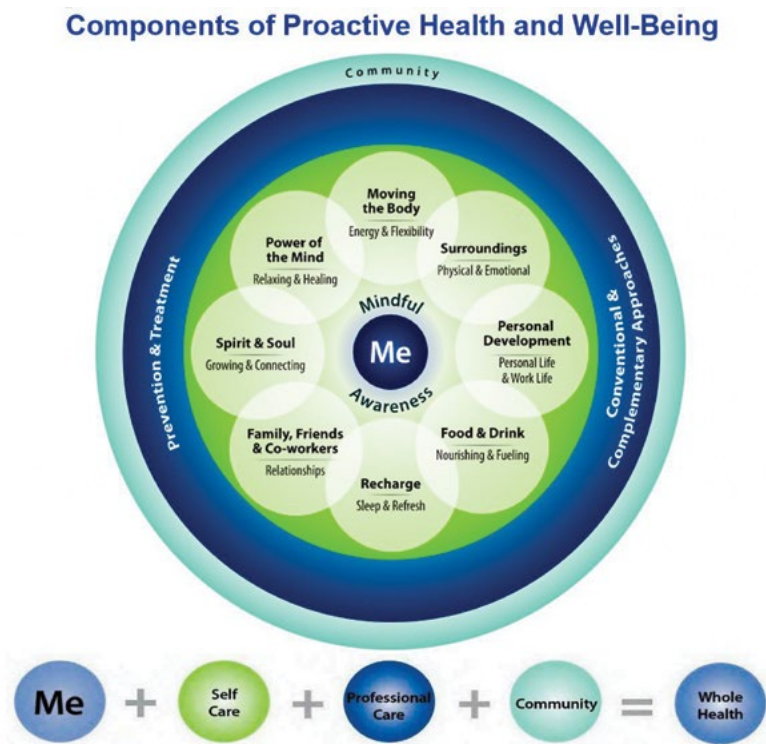 Components of Proactive Health and Well-Being
Community
Prevention & Treatment
Conventional &
Complementary Approaches
Moving
the Body
Energy & Flexibility
Surroundings
Physical & Emotional
Personal
Development
Personal Life
& Work Life
Food & Drink
Nourishing & Fueling
Recharge
Sleep & Refresh
Family, Friends
& Co-workers
Relationships
Spirit & Soul
Growing & Connecting
Power of
the Mind
Relaxing & Healing
Mindful
Me
Awareness
Me
+
Self
Care
+
Professional
Care
+
Community
=
Whole
Health